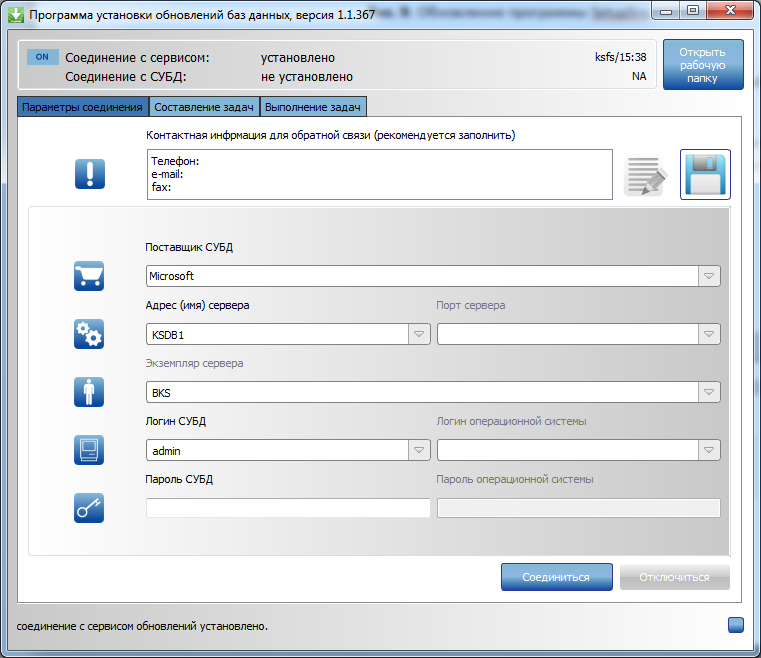 Программа установки обновлений баз данных, версия 1.1.367
ON Соединение с сервисом: установлено ksfs/15:38
Соединение с СУБД: не установлено NA
Открыть
рабочую
папку
Параметры соединения Составление задач Выполнение задач
Контактная инфрмация для обратной связи (рекомендуется заполнить)
Телефон:
e-mail:
fax:
Поставщик СУБД
Microsoft
Адрес (имя) сервера Порт сервера
KSDB1
Экземпляр сервера
BKS
Логин СУБД Логин операционной системы
admin
Пароль СУБД Пароль операционной системы
Соединиться Отключиться
соединение с сервисом обновлений установлено.